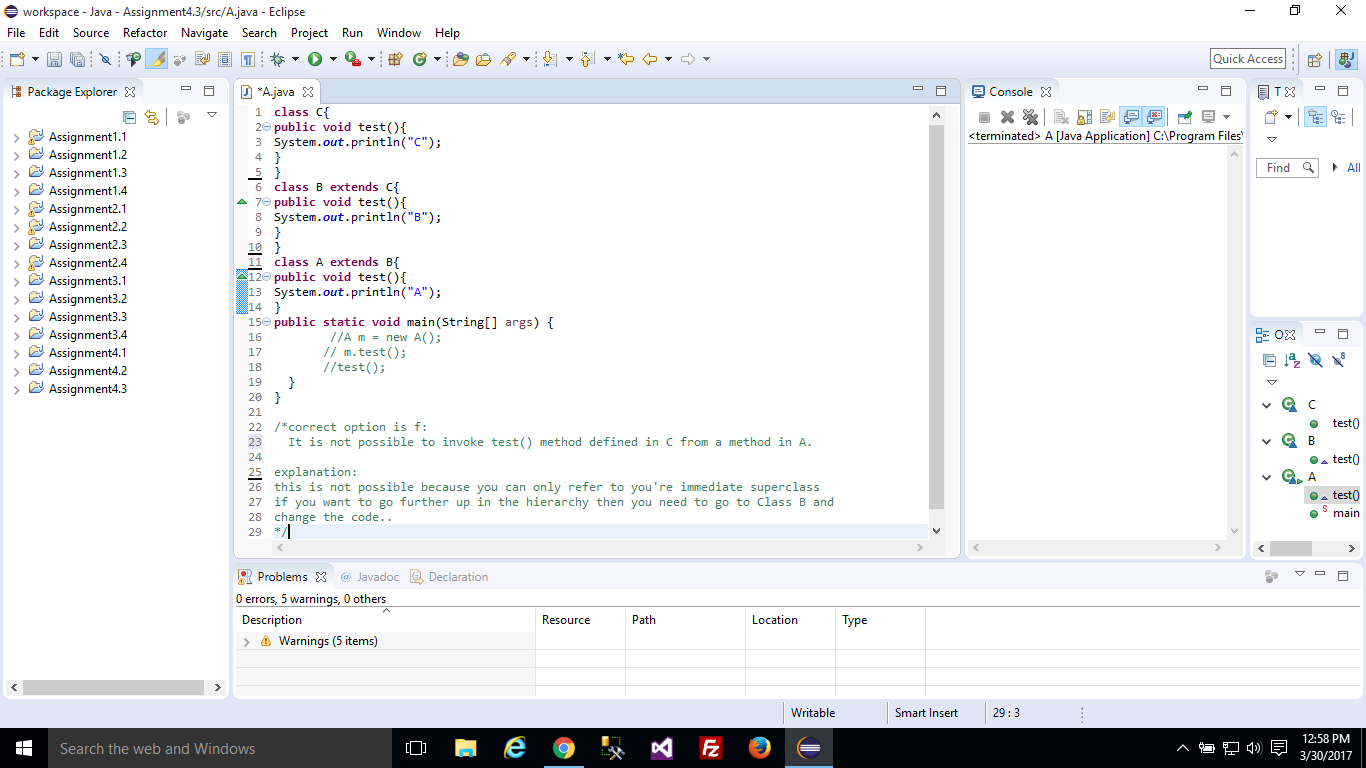 workspace - Java - Assignment4.3/src/A.java - Eclipse
File Edit Source Refactor Navigate Search Project Run Window Help
Quick Access
Package Explorer
Assignment1.1
Assignment1.2
Assignment1.3
Assignment1.4
Assignment2.1
Assignment2.2
Assignment2.3
Assignment2.4
Assignment3.1
Assignment3.2
Assignment3.3
Assignment3.4
Assignment4.1
Assignment4.2
Assignment4.3
*A.java
1 class C{
2 public void test(){
3 System.out.println("C");
4 }
5 }
6 class B extends C{
7 public void test(){
8 System.out.println("B");
9 }
10 }
11 class A extends B{
12 public void test(){
13 System.out.println("A");
14 }
15 public static void main(String[] args) {
16 //A m = new A();
17 // m.test();
18 //test();
19 }
20 }
21
22 /*correct option is f:
23 It is not possible to invoke test() method defined in C from a method in A.
24
25 explanation:
26 this is not possible because you can only refer to you're immediate superclass
27 if you want to go further up in the hierarchy then you need to go to Class B and
28 change the code..
29 */
Console
<terminated> A [Java Application] C:\Program Files\
T
Find All
O
C
test()
B
test()
A
test()
S main
Problems @ Javadoc Declaration
0 errors, 5 warnings, 0 others
Description Resource Path Location Type
Warnings (5 items)
Writable Smart Insert 29 : 3
Search the web and Windows
12:58 PM
3/30/2017